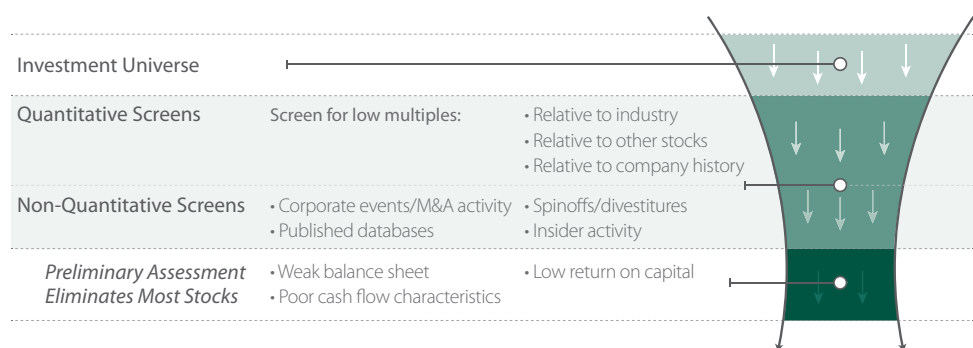 Investment Universe
Quantitative Screens
Screen for low multiples:
• Relative to industry
• Relative to other stocks
• Relative to company history
Non-Quantitative Screens
• Corporate events/M&A activity
• Published databases
• Spinoffs/divestitures
• Insider activity
Preliminary Assessment
Eliminates Most Stocks
• Weak balance sheet
• Poor cash flow characteristics
• Low return on capital